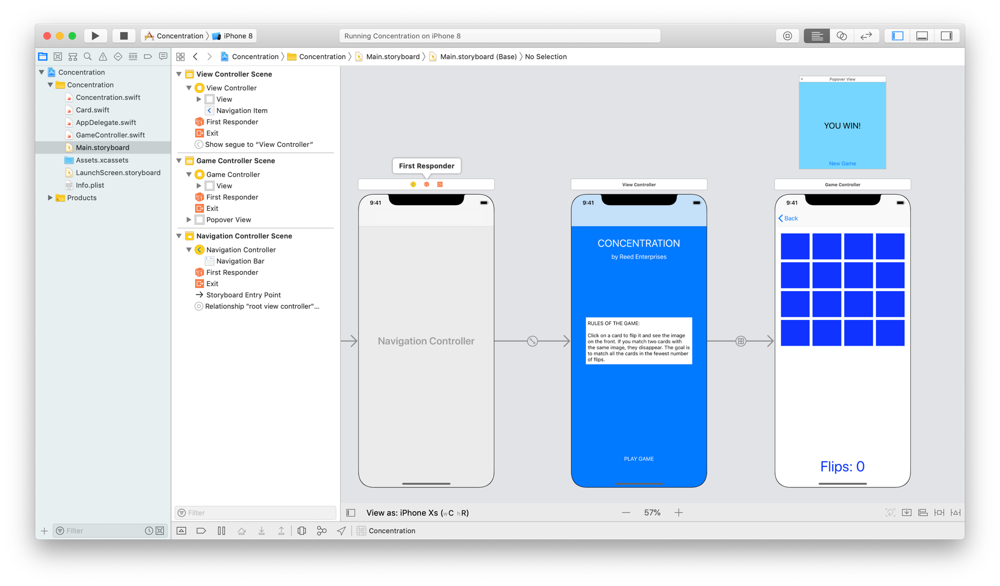 Concentration
iPhone 8
Running Concentration on iPhone 8
Concentration
Concentration
Main.storyboard
Main.storyboard (Base)
No Selection
Concentration
Concentration
Concentration.swift
Card.swift
AppDelegate.swift
GameController.swift
Main.storyboard
Assets.xcassets
LaunchScreen.storyboard
Info.plist
Products
Filter
View Controller Scene
View Controller
View
Navigation Item
First Responder
Exit
Show segue to “View Controller”
Game Controller Scene
Game Controller
View
First Responder
Exit
Popover View
Navigation Controller Scene
Navigation Controller
Navigation Bar
First Responder
Exit
Storyboard Entry Point
Relationship "root view controller"...
Filter
Popover View
YOU WIN!
New Game
First Responder
9:41
Navigation Controller
View Controller
9:41
CONCENTRATION
by Reed Enterprises
RULES OF THE GAME:
Click on a card to flip it and see the image
on the front. If you match two cards with
the same image, they disappear. The goal is
to match all the cards in the fewest number
of flips.
PLAY GAME
Game Controller
9:41
Back
Flips: 0
View as: iPhone Xs (wC hR)
57%
Concentration